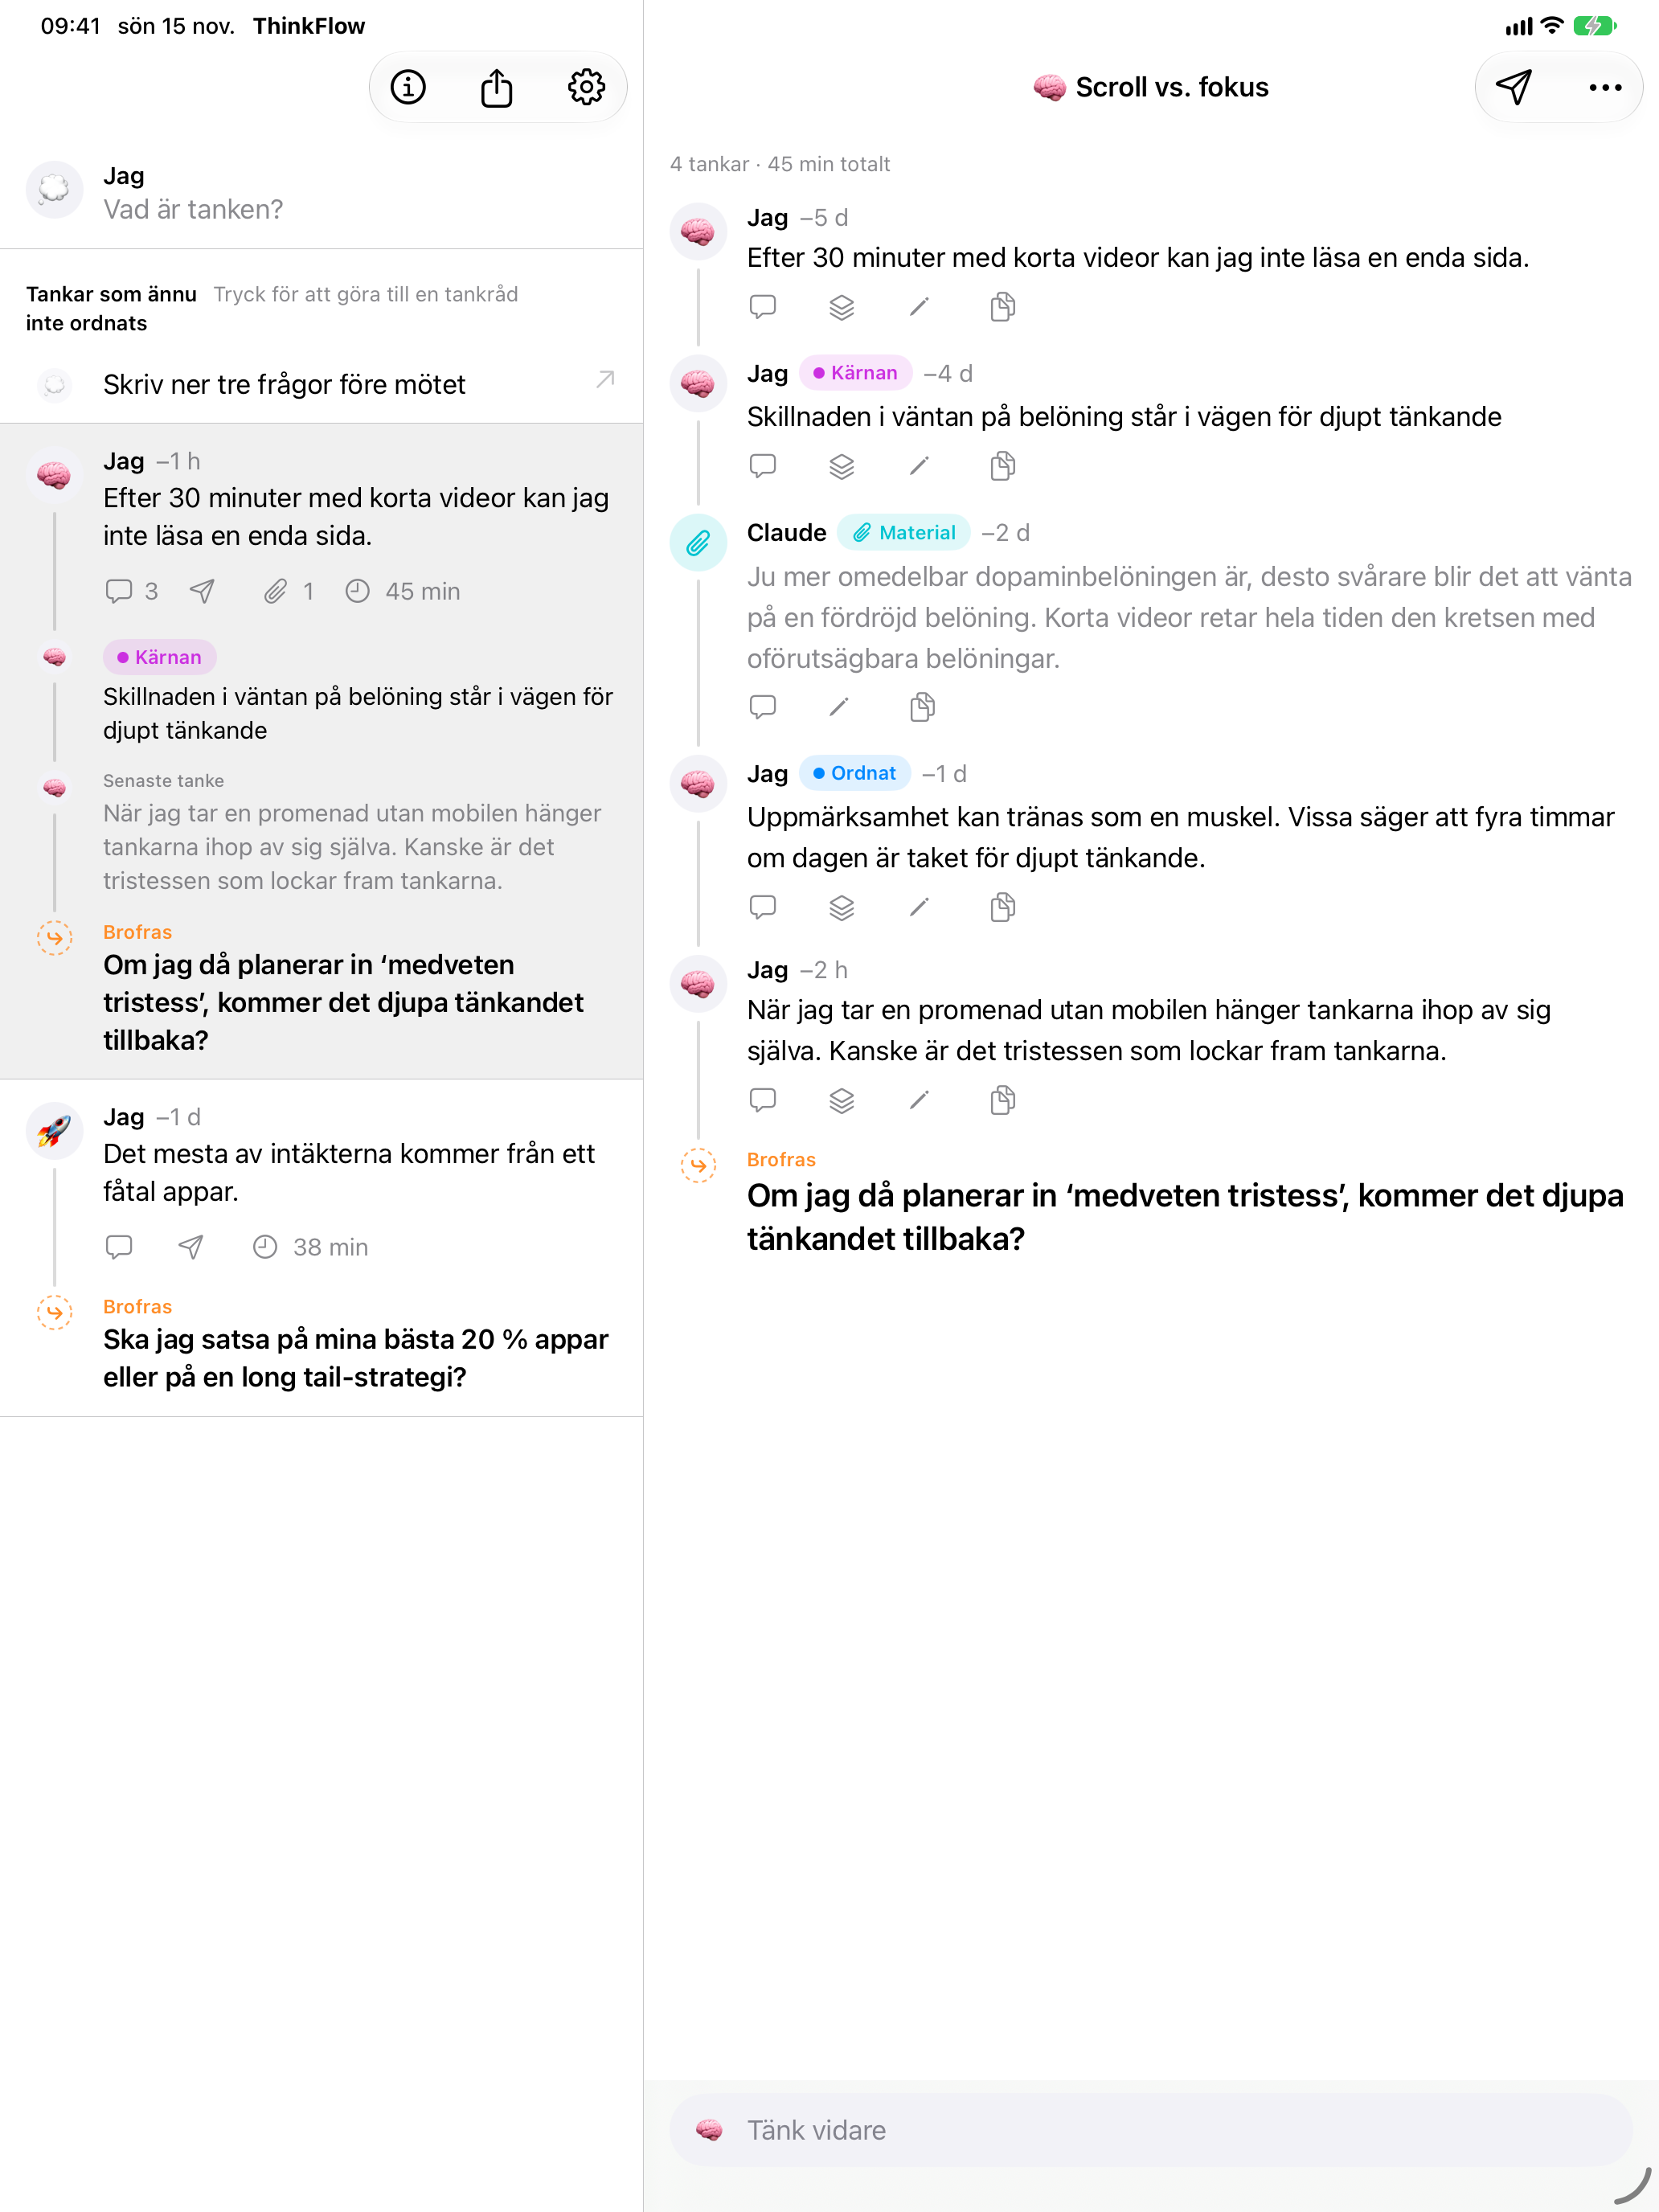 09:41 sön 15 nov. ThinkFlow
Jag
Vad är tanken?
Tankar som ännu inte ordnats
Tryck för att göra till en tankråd
Skriv ner tre frågor före mötet
Jag –1 h
Efter 30 minuter med korta videor kan jag
inte läsa en enda sida.
3 1 45 min
Kärnan
Skillnaden i väntan på belöning står i vägen för
djupt tänkande
Senaste tanke
När jag tar en promenad utan mobilen hänger
tankarna ihop av sig själva. Kanske är det
tristessen som lockar fram tankarna.
Brofras
Om jag då planerar in ‘medveten
tristess’, kommer det djupa tänkandet
tillbaka?
Jag –1 d
Det mesta av intäkterna kommer från ett
fåtal appar.
38 min
Brofras
Ska jag satsa på mina bästa 20 % appar
eller på en long tail-strategi?
Scroll vs. fokus
4 tankar · 45 min totalt
Jag –5 d
Efter 30 minuter med korta videor kan jag inte läsa en enda sida.
Jag Kärnan –4 d
Skillnaden i väntan på belöning står i vägen för djupt tänkande
Claude Material –2 d
Ju mer omedelbar dopaminbelöningen är, desto svårare blir det att vänta
på en fördröjd belöning. Korta videor retar hela tiden den kretsen med
oförutsägbara belöningar.
Jag Ordnat –1 d
Uppmärksamhet kan tränas som en muskel. Vissa säger att fyra timmar
om dagen är taket för djupt tänkande.
Jag –2 h
När jag tar en promenad utan mobilen hänger tankarna ihop av sig
själva. Kanske är det tristessen som lockar fram tankarna.
Brofras
Om jag då planerar in ‘medveten tristess’, kommer det djupa
tänkandet tillbaka?
Tänk vidare